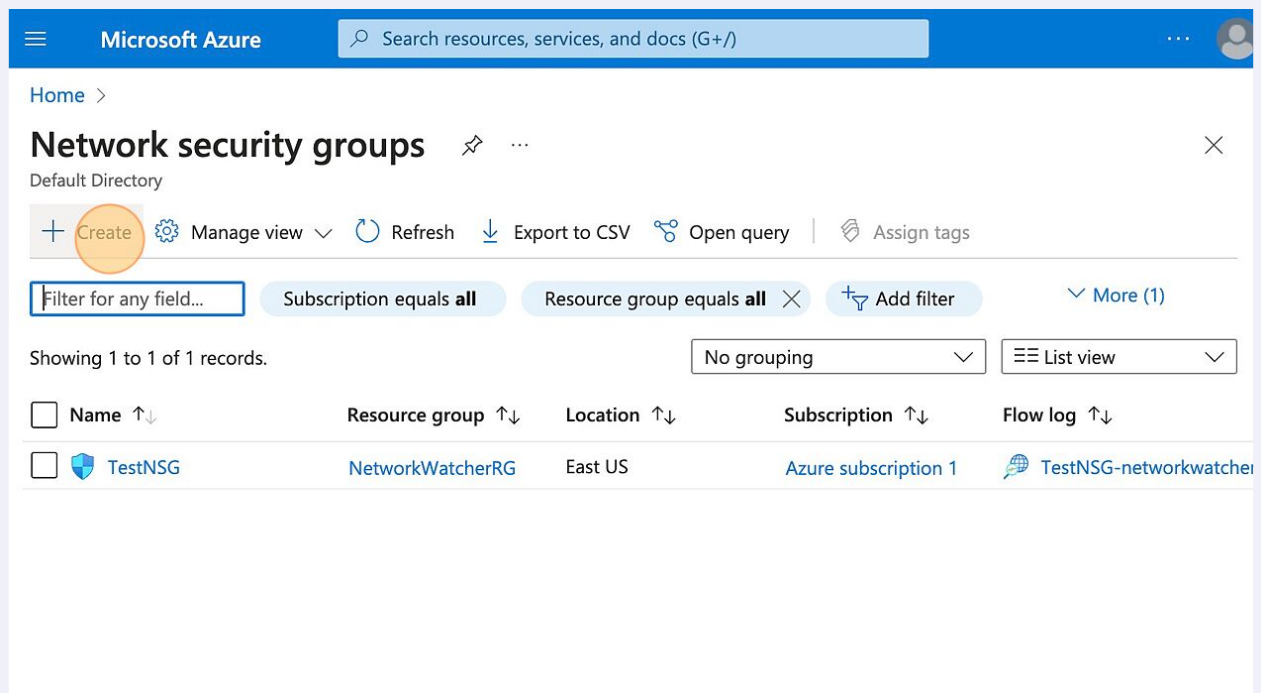 Microsoft Azure Search resources, services, and docs (G+/) ...
Home >
Network security groups ...
Default Directory
+ Create Manage view Refresh Export to CSV Open query Assign tags
Filter for any field... Subscription equals all Resource group equals all Add filter More (1)
Showing 1 to 1 of 1 records. No grouping List view
Name Resource group Location Subscription Flow log
TestNSG NetworkWatcherRG East US Azure subscription 1 TestNSG-networkwatcher